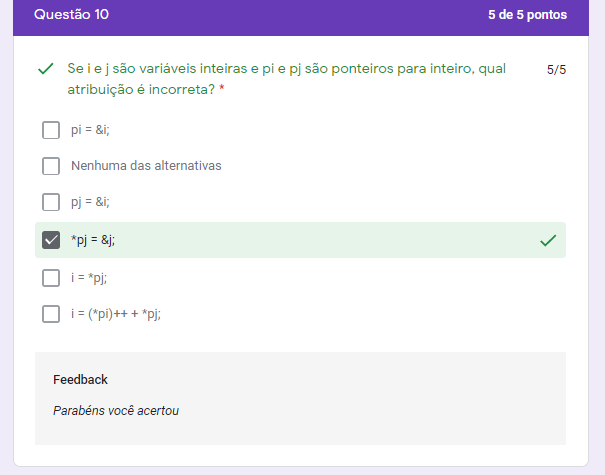 Questão 10
5 de 5 pontos
Se i e j são variáveis inteiras e pi e pj são ponteiros para inteiro, qual
5/5
atribuição é incorreta? *
pi = &i;
Nenhuma das alternativas
pj = &i;
*pj = &j;
i = *pj;
i = (*pi)++ + *pj;
Feedback
Parabéns você acertou